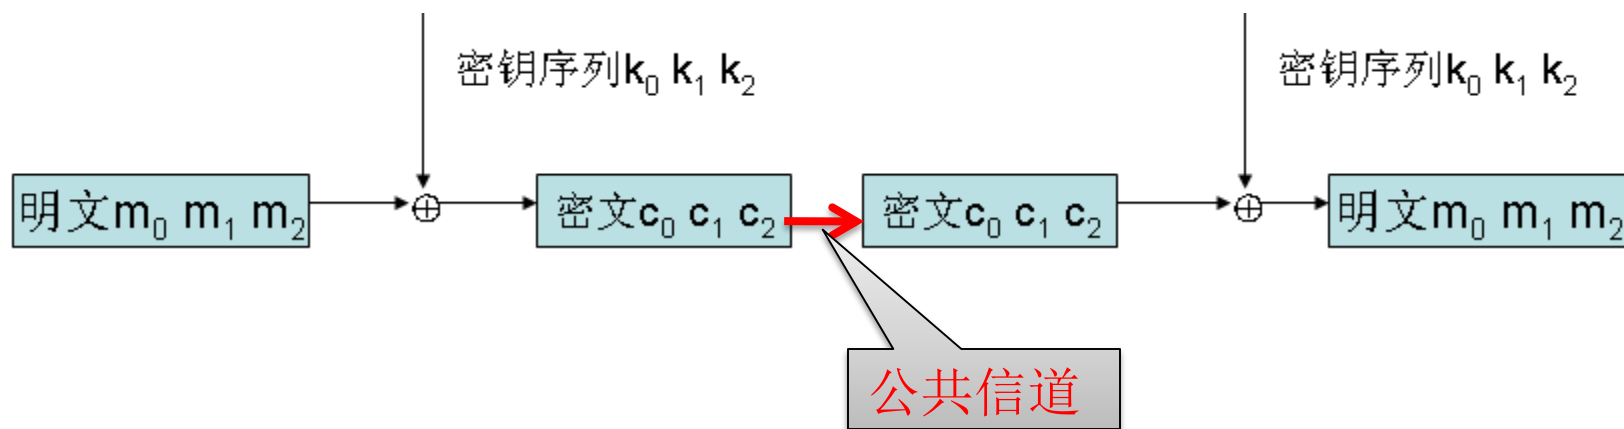 密钥序列k₀ k₁ k₂
密钥序列k₀ k₁ k₂
明文m₀ m₁ m₂
密文c₀ c₁ c₂
密文c₀ c₁ c₂
明文m₀ m₁ m₂
公共信道